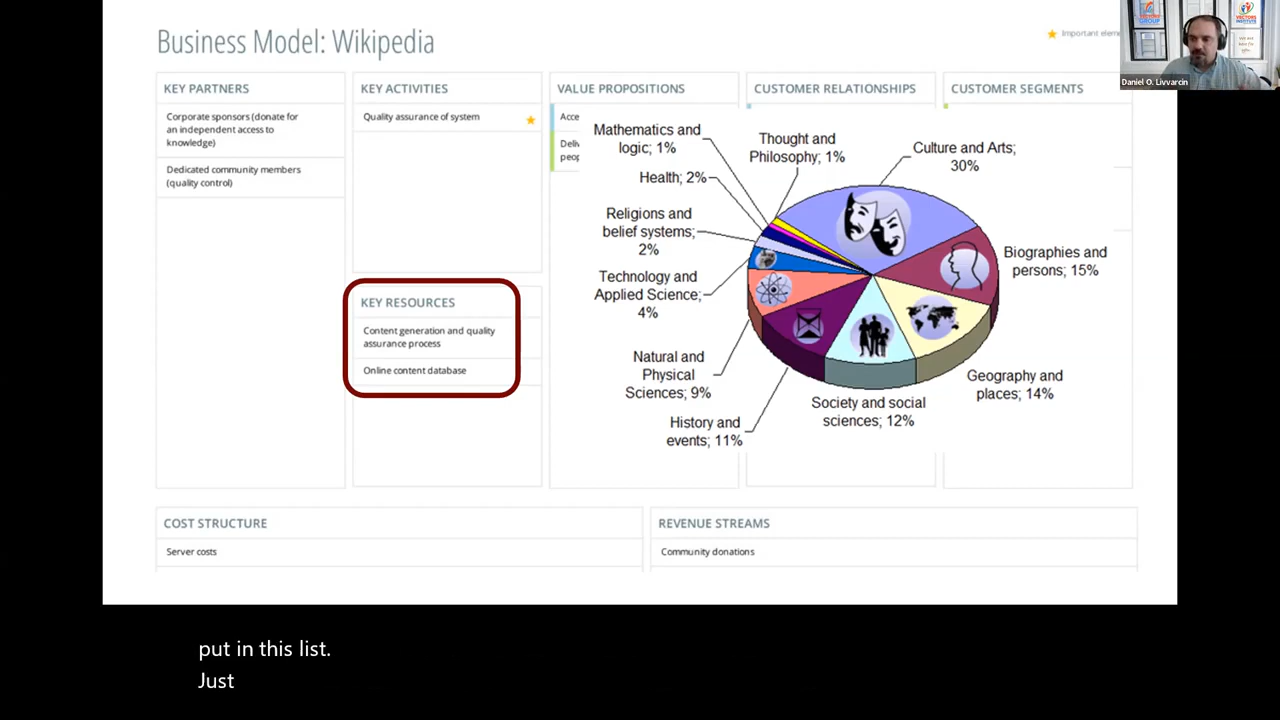 Business Model: Wikipedia
Important
VECTORS
GROUP
VECTORS
INSTITUTE
Daniel O. Livvarcin
KEY PARTNERS
Corporate sponsors (donate for
an independent access to
knowledge)
Dedicated community members
(quality control)
KEY ACTIVITIES
Quality assurance of system
KEY RESOURCES
Content generation and quality
assurance process
Online content database
VALUE PROPOSITIONS
CUSTOMER RELATIONSHIPS
CUSTOMER SEGMENTS
Mathematics and
logic; 1%
Thought and
Philosophy; 1%
Culture and Arts;
30%
Health; 2%
Religions and
belief systems;
2%
Biographies and
persons; 15%
Technology and
Applied Science;
4%
Natural and
Physical
Sciences; 9%
Geography and
places; 14%
History and
events; 11%
Society and social
sciences; 12%
COST STRUCTURE
Server costs
REVENUE STREAMS
Community donations
put in this list.
Just